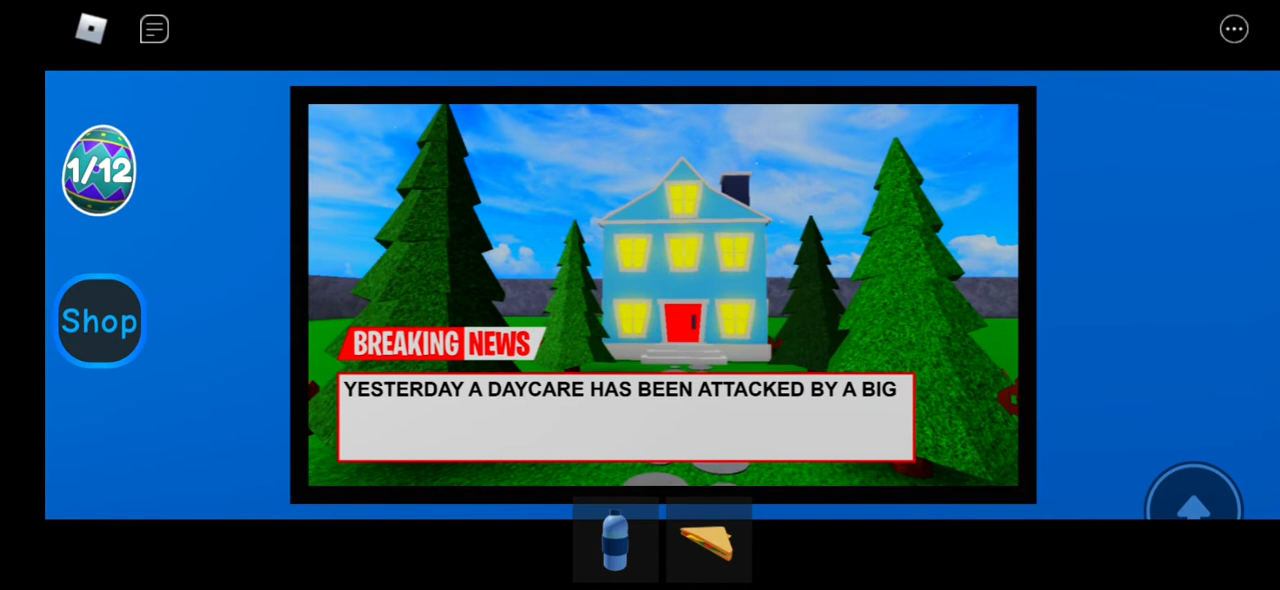 1/12
Shop
BREAKING NEWS
YESTERDAY A DAYCARE HAS BEEN ATTACKED BY A BIG